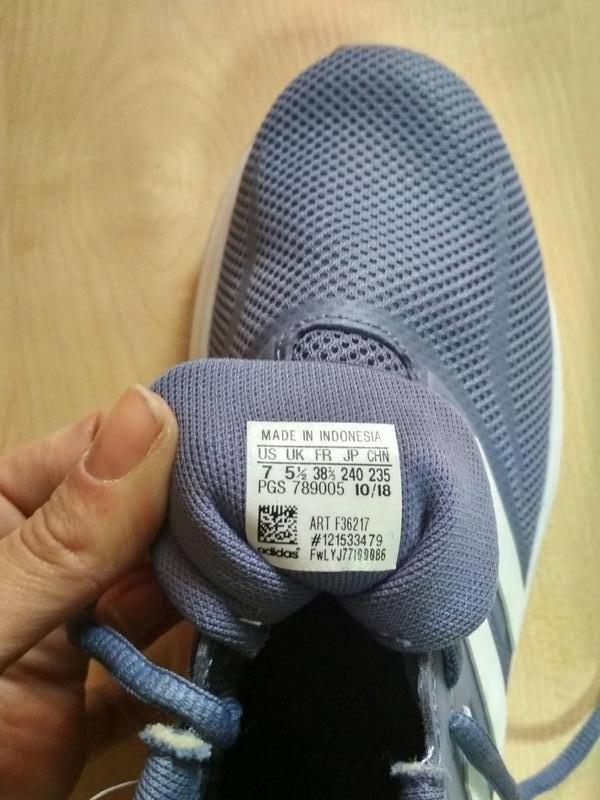 MADE IN INDONESIA
US UK FR JP CHN
7 5½ 38⅔ 240 235
PGS 789005 10/18
ART F36217
#121533479
adidas